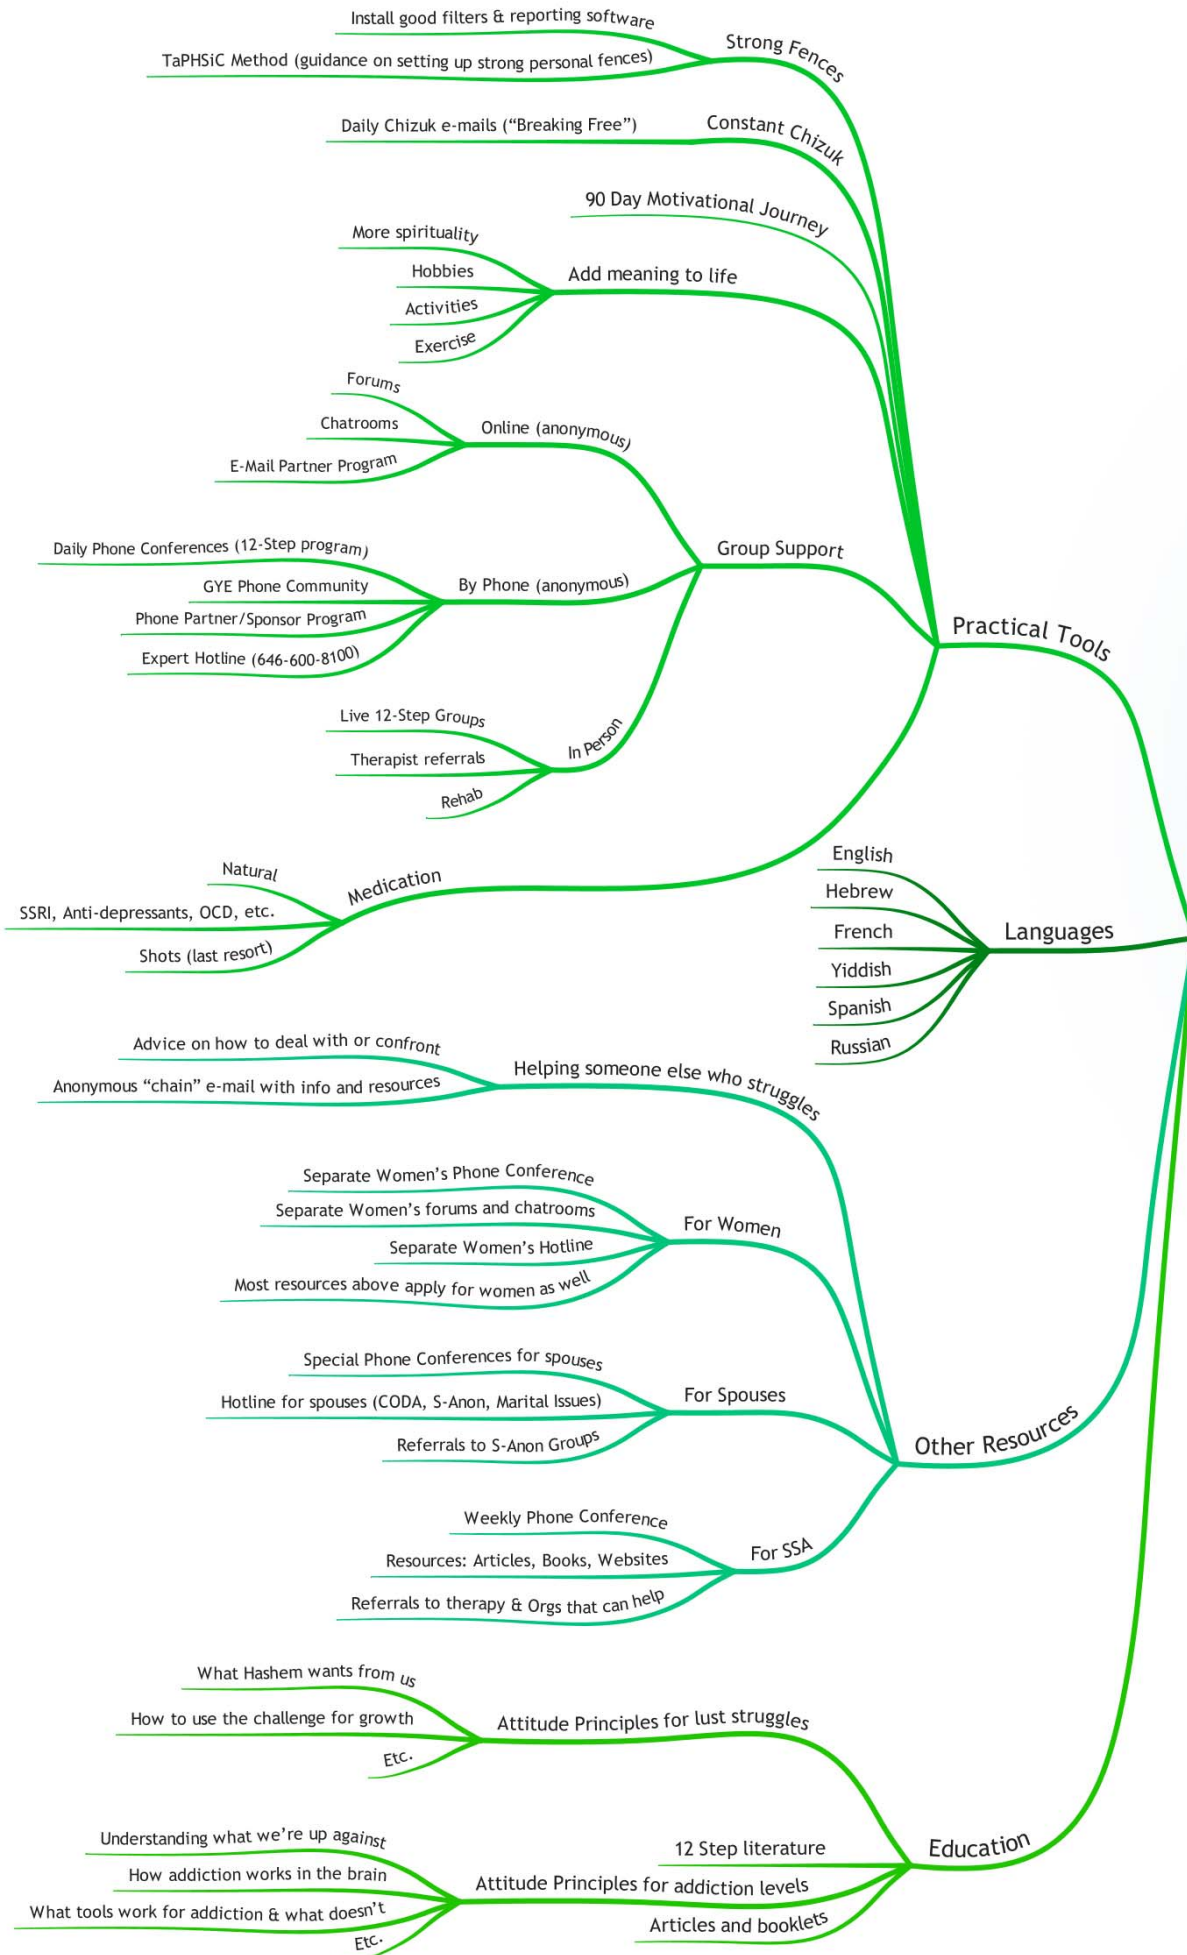 Install good filters & reporting software
TaPHSiC Method (guidance on setting up strong personal fences)
Strong Fences
Daily Chizuk e-mails (“Breaking Free”)
Constant Chizuk
90 Day Motivational Journey
More spirituality
Hobbies
Activities
Exercise
Add meaning to life
Forums
Chatrooms
E-Mail Partner Program
Online (anonymous)
Daily Phone Conferences (12-Step program)
GYE Phone Community
Phone Partner/Sponsor Program
Expert Hotline (646-600-8100)
By Phone (anonymous)
Group Support
Live 12-Step Groups
Therapist referrals
Rehab
In Person
Practical Tools
Natural
SSRI, Anti-depressants, OCD, etc.
Shots (last resort)
Medication
English
Hebrew
French
Yiddish
Spanish
Russian
Languages
Advice on how to deal with or confront
Anonymous “chain” e-mail with info and resources
Helping someone else who struggles
Separate Women’s Phone Conference
Separate Women’s forums and chatrooms
Separate Women’s Hotline
Most resources above apply for women as well
For Women
Special Phone Conferences for spouses
Hotline for spouses (CODA, S-Anon, Marital Issues)
Referrals to S-Anon Groups
For Spouses
Other Resources
Weekly Phone Conference
Resources: Articles, Books, Websites
Referrals to therapy & Orgs that can help
For SSA
What Hashem wants from us
How to use the challenge for growth
Etc.
Attitude Principles for lust struggles
12 Step literature
Education
Understanding what we’re up against
How addiction works in the brain
What tools work for addiction & what doesn’t
Etc.
Attitude Principles for addiction levels
Articles and booklets